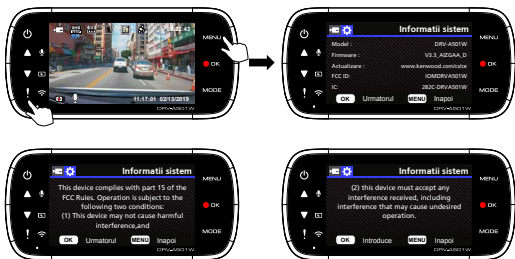 08:43
MENU
OK
MODE
11:17:01 02/13/2019
DRV-A501W
Informatii sistem
Model : DRV-A501W
Firmware : V3.3_AIZGAA_D
Actualizare : www.kenwood.com/cs/ce
FCC ID: IOMDRV-A501W
IC: 282C-DRVA501W
OK Urmatorul MENU Inapoi
MENU
OK
MODE
DRV-A501W
Informatii sistem
This device complies with part 15 of the
FCC Rules. Operation is subject to the
following two conditions:
(1) This device may not cause harmful
interference,and
OK Urmatorul MENU Inapoi
MENU
OK
MODE
DRV-A501W
Informatii sistem
(2) this device must accept any
interference received, including
interference that may cause undesired
operation.
OK Introduce MENU Inapoi
MENU
OK
MODE
DRV-A501W